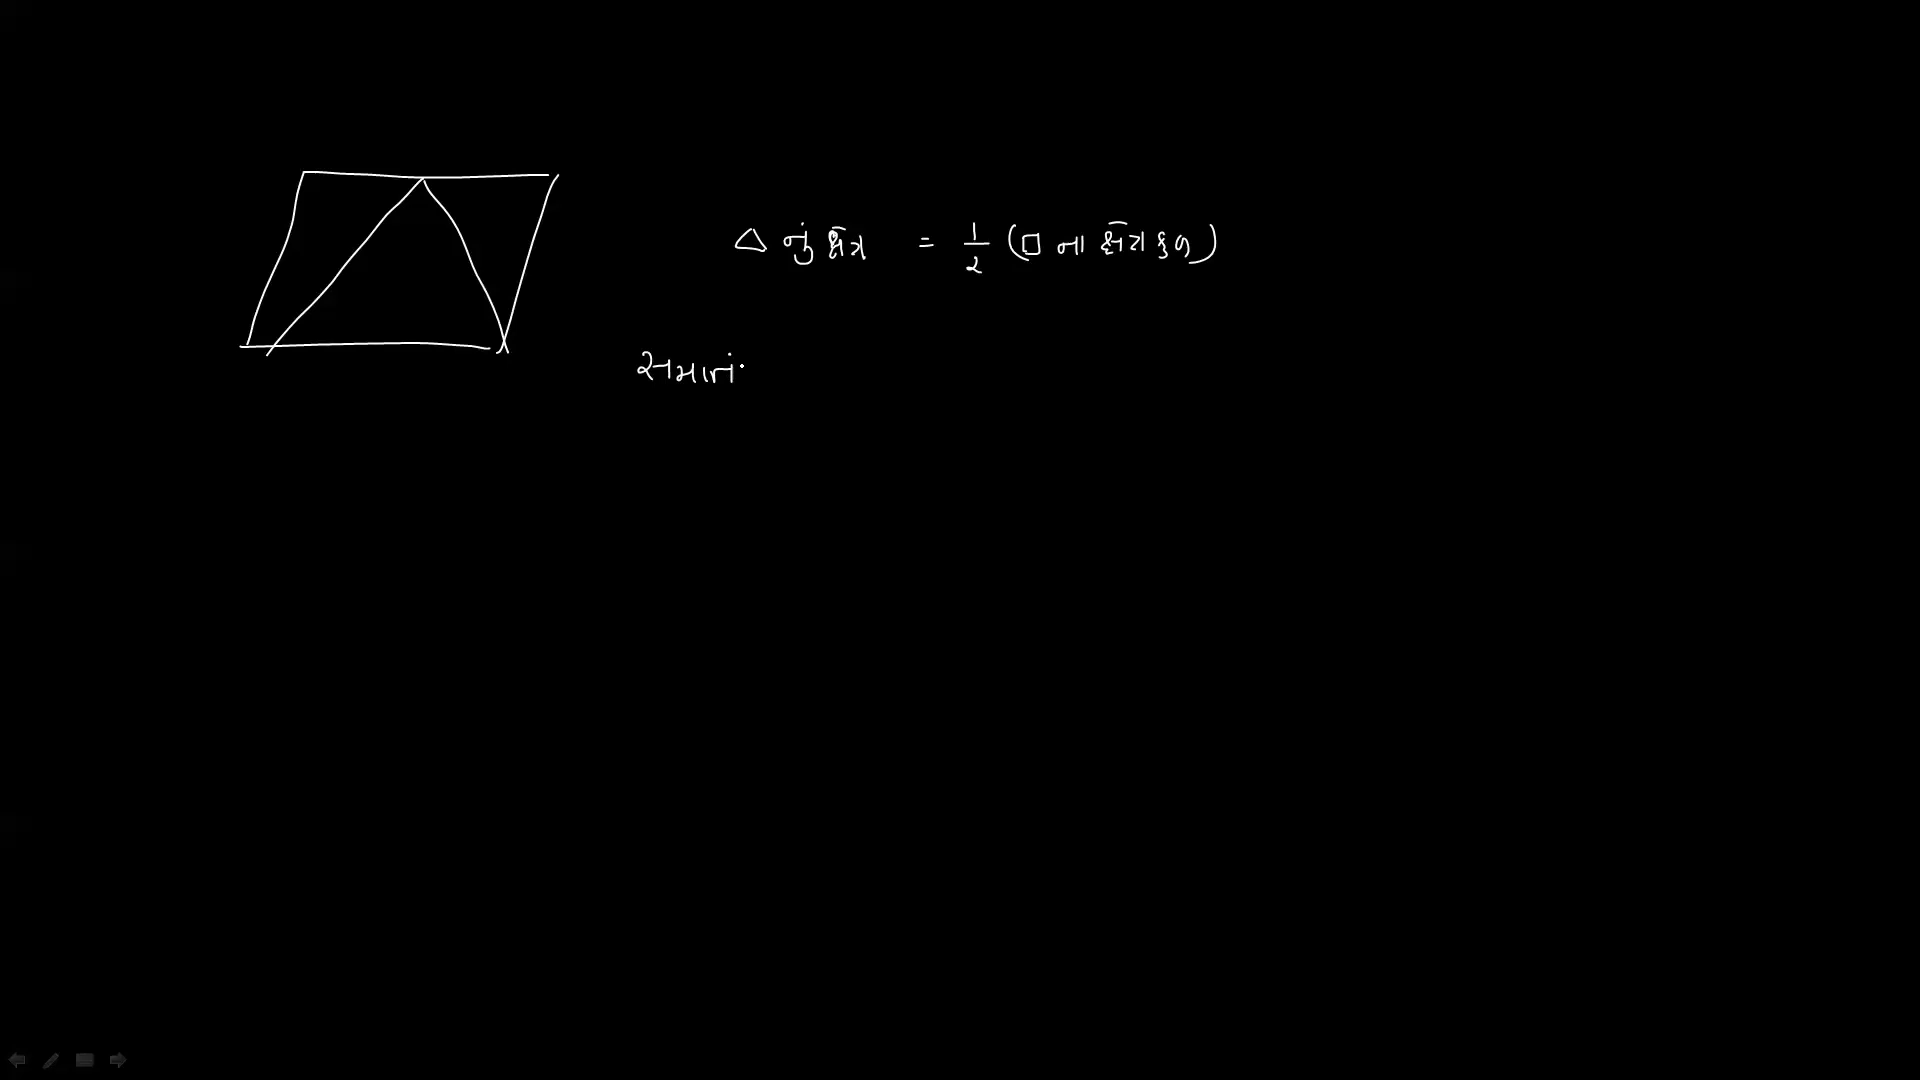 △ નું ક્ષેત્ર = 1/2 (□ ના ક્ષેત્રફળ)
સમાનાં